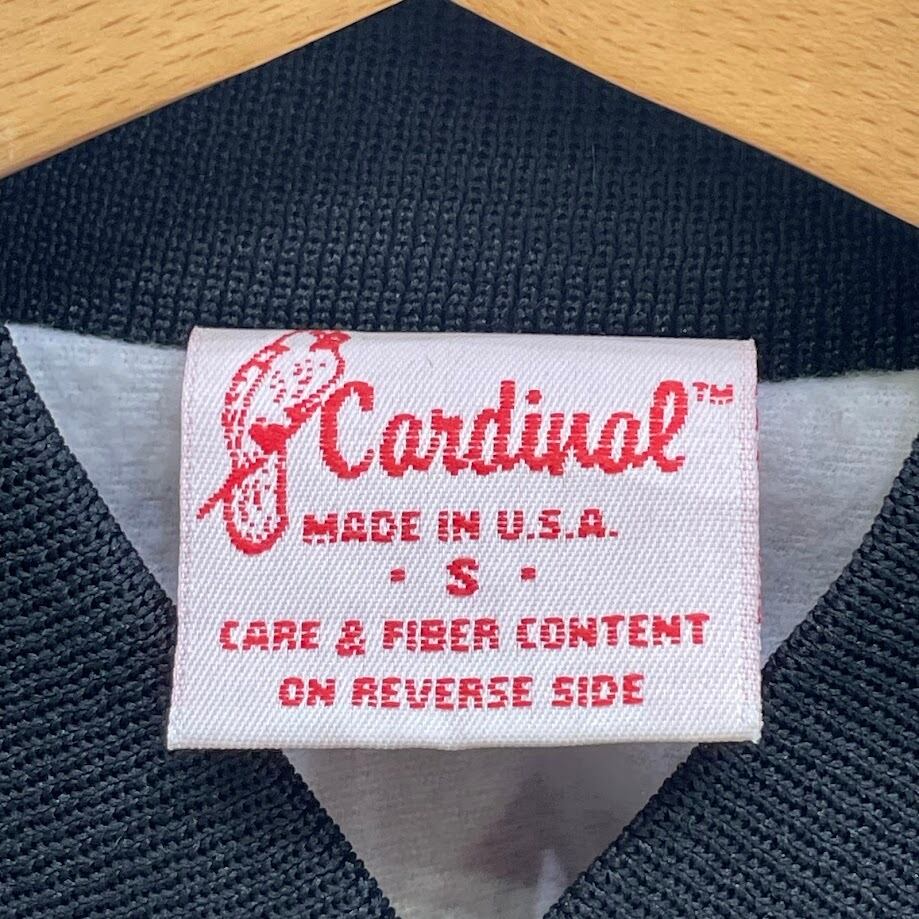 Cardinal™
MADE IN U.S.A.
- S -
CARE & FIBER CONTENT
ON REVERSE SIDE